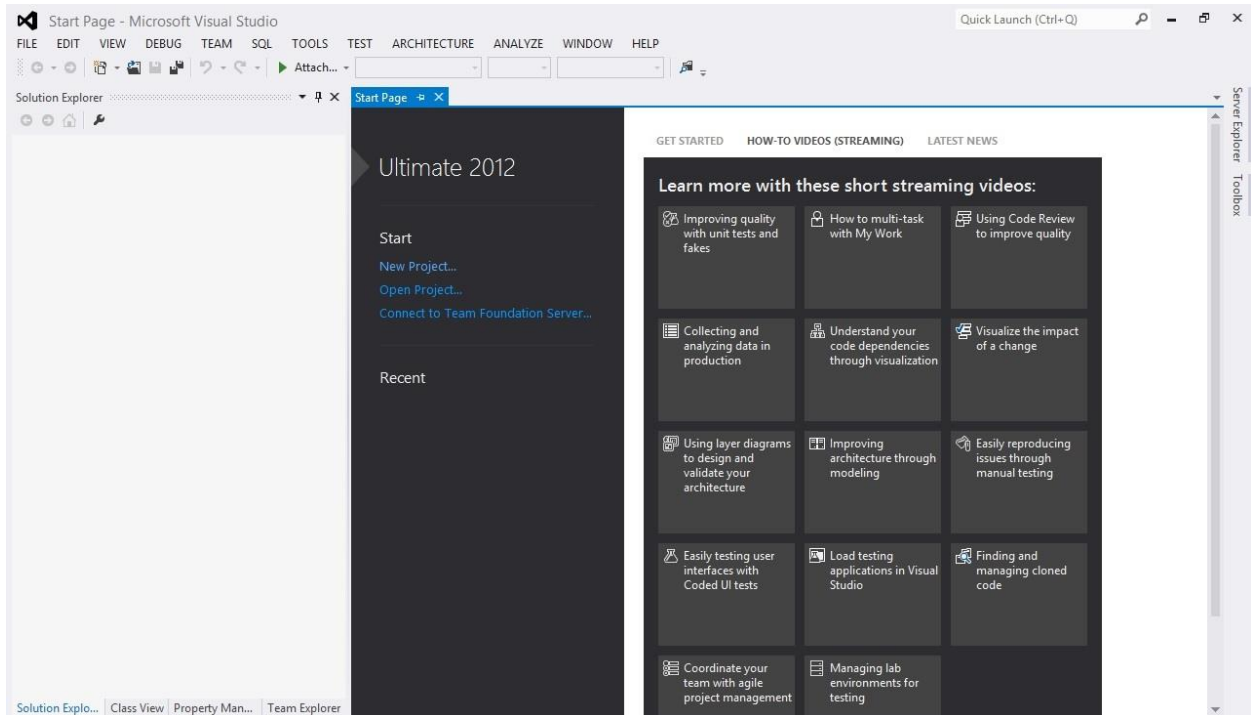 Start Page - Microsoft Visual Studio
Quick Launch (Ctrl+Q)
FILE EDIT VIEW DEBUG TEAM SQL TOOLS TEST ARCHITECTURE ANALYZE WINDOW HELP
Attach...
Solution Explorer
Start Page
Ultimate 2012
Start
New Project...
Open Project...
Connect to Team Foundation Server...
Recent
GET STARTED HOW-TO VIDEOS (STREAMING) LATEST NEWS
Learn more with these short streaming videos:
Improving quality
with unit tests and
fakes
How to multi-task
with My Work
Using Code Review
to improve quality
Collecting and
analyzing data in
production
Understand your
code dependencies
through visualization
Visualize the impact
of a change
Using layer diagrams
to design and
validate your
architecture
Improving
architecture through
modeling
Easily reproducing
issues through
manual testing
Easily testing user
interfaces with
Coded UI tests
Load testing
applications in Visual
Studio
Finding and
managing cloned
code
Coordinate your
team with agile
project management
Managing lab
environments for
testing
Server Explorer
Toolbox
Solution Explo... Class View Property Man... Team Explorer